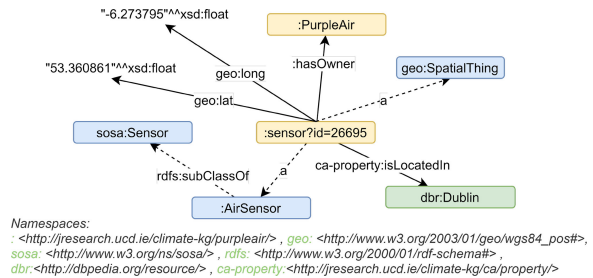 "-6.273795"^^xsd:float
:PurpleAir
"53.360861"^^xsd:float
:hasOwner
geo:long
geo:SpatialThing
geo:lat
a
sosa:Sensor
:sensor?id=26695
ca-property:isLocatedIn
rdfs:subClassOf
a
:AirSensor
dbr:Dublin
Namespaces:
: <http://jresearch.ucd.ie/climate-kg/purpleair/> , geo: <http://www.w3.org/2003/01/geo/wgs84_pos#>,
sosa: <http://www.w3.org/ns/sosa/> , rdfs: <http://www.w3.org/2000/01/rdf-schema#> ,
dbr:<http://dbpedia.org/resource/> , ca-property:<http://jresearch.ucd.ie/climate-kg/ca/property/>